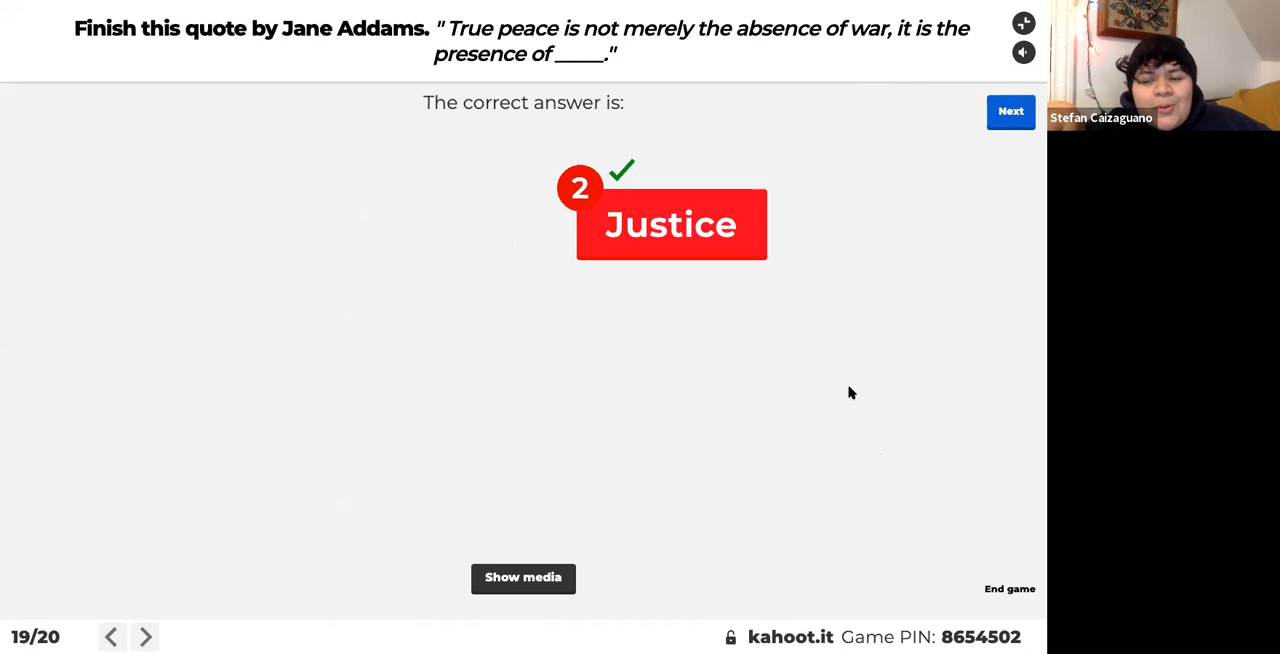 Finish this quote by Jane Addams. " True peace is not merely the absence of war, it is the
presence of _____."
The correct answer is:
Next
Stefan Caizaguano
2
Justice
Show media
End game
19/20
kahoot.it Game PIN: 8654502